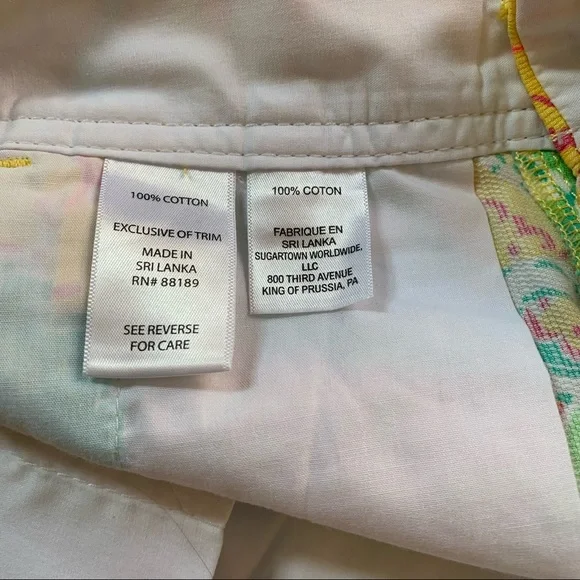 100% COTTON
EXCLUSIVE OF TRIM
MADE IN
SRI LANKA
RN# 88189
SEE REVERSE
FOR CARE
100% COTON
FABRIQUE EN
SRI LANKA
SUGARTOWN WORLDWIDE,
LLC
800 THIRD AVENUE
KING OF PRUSSIA, PA